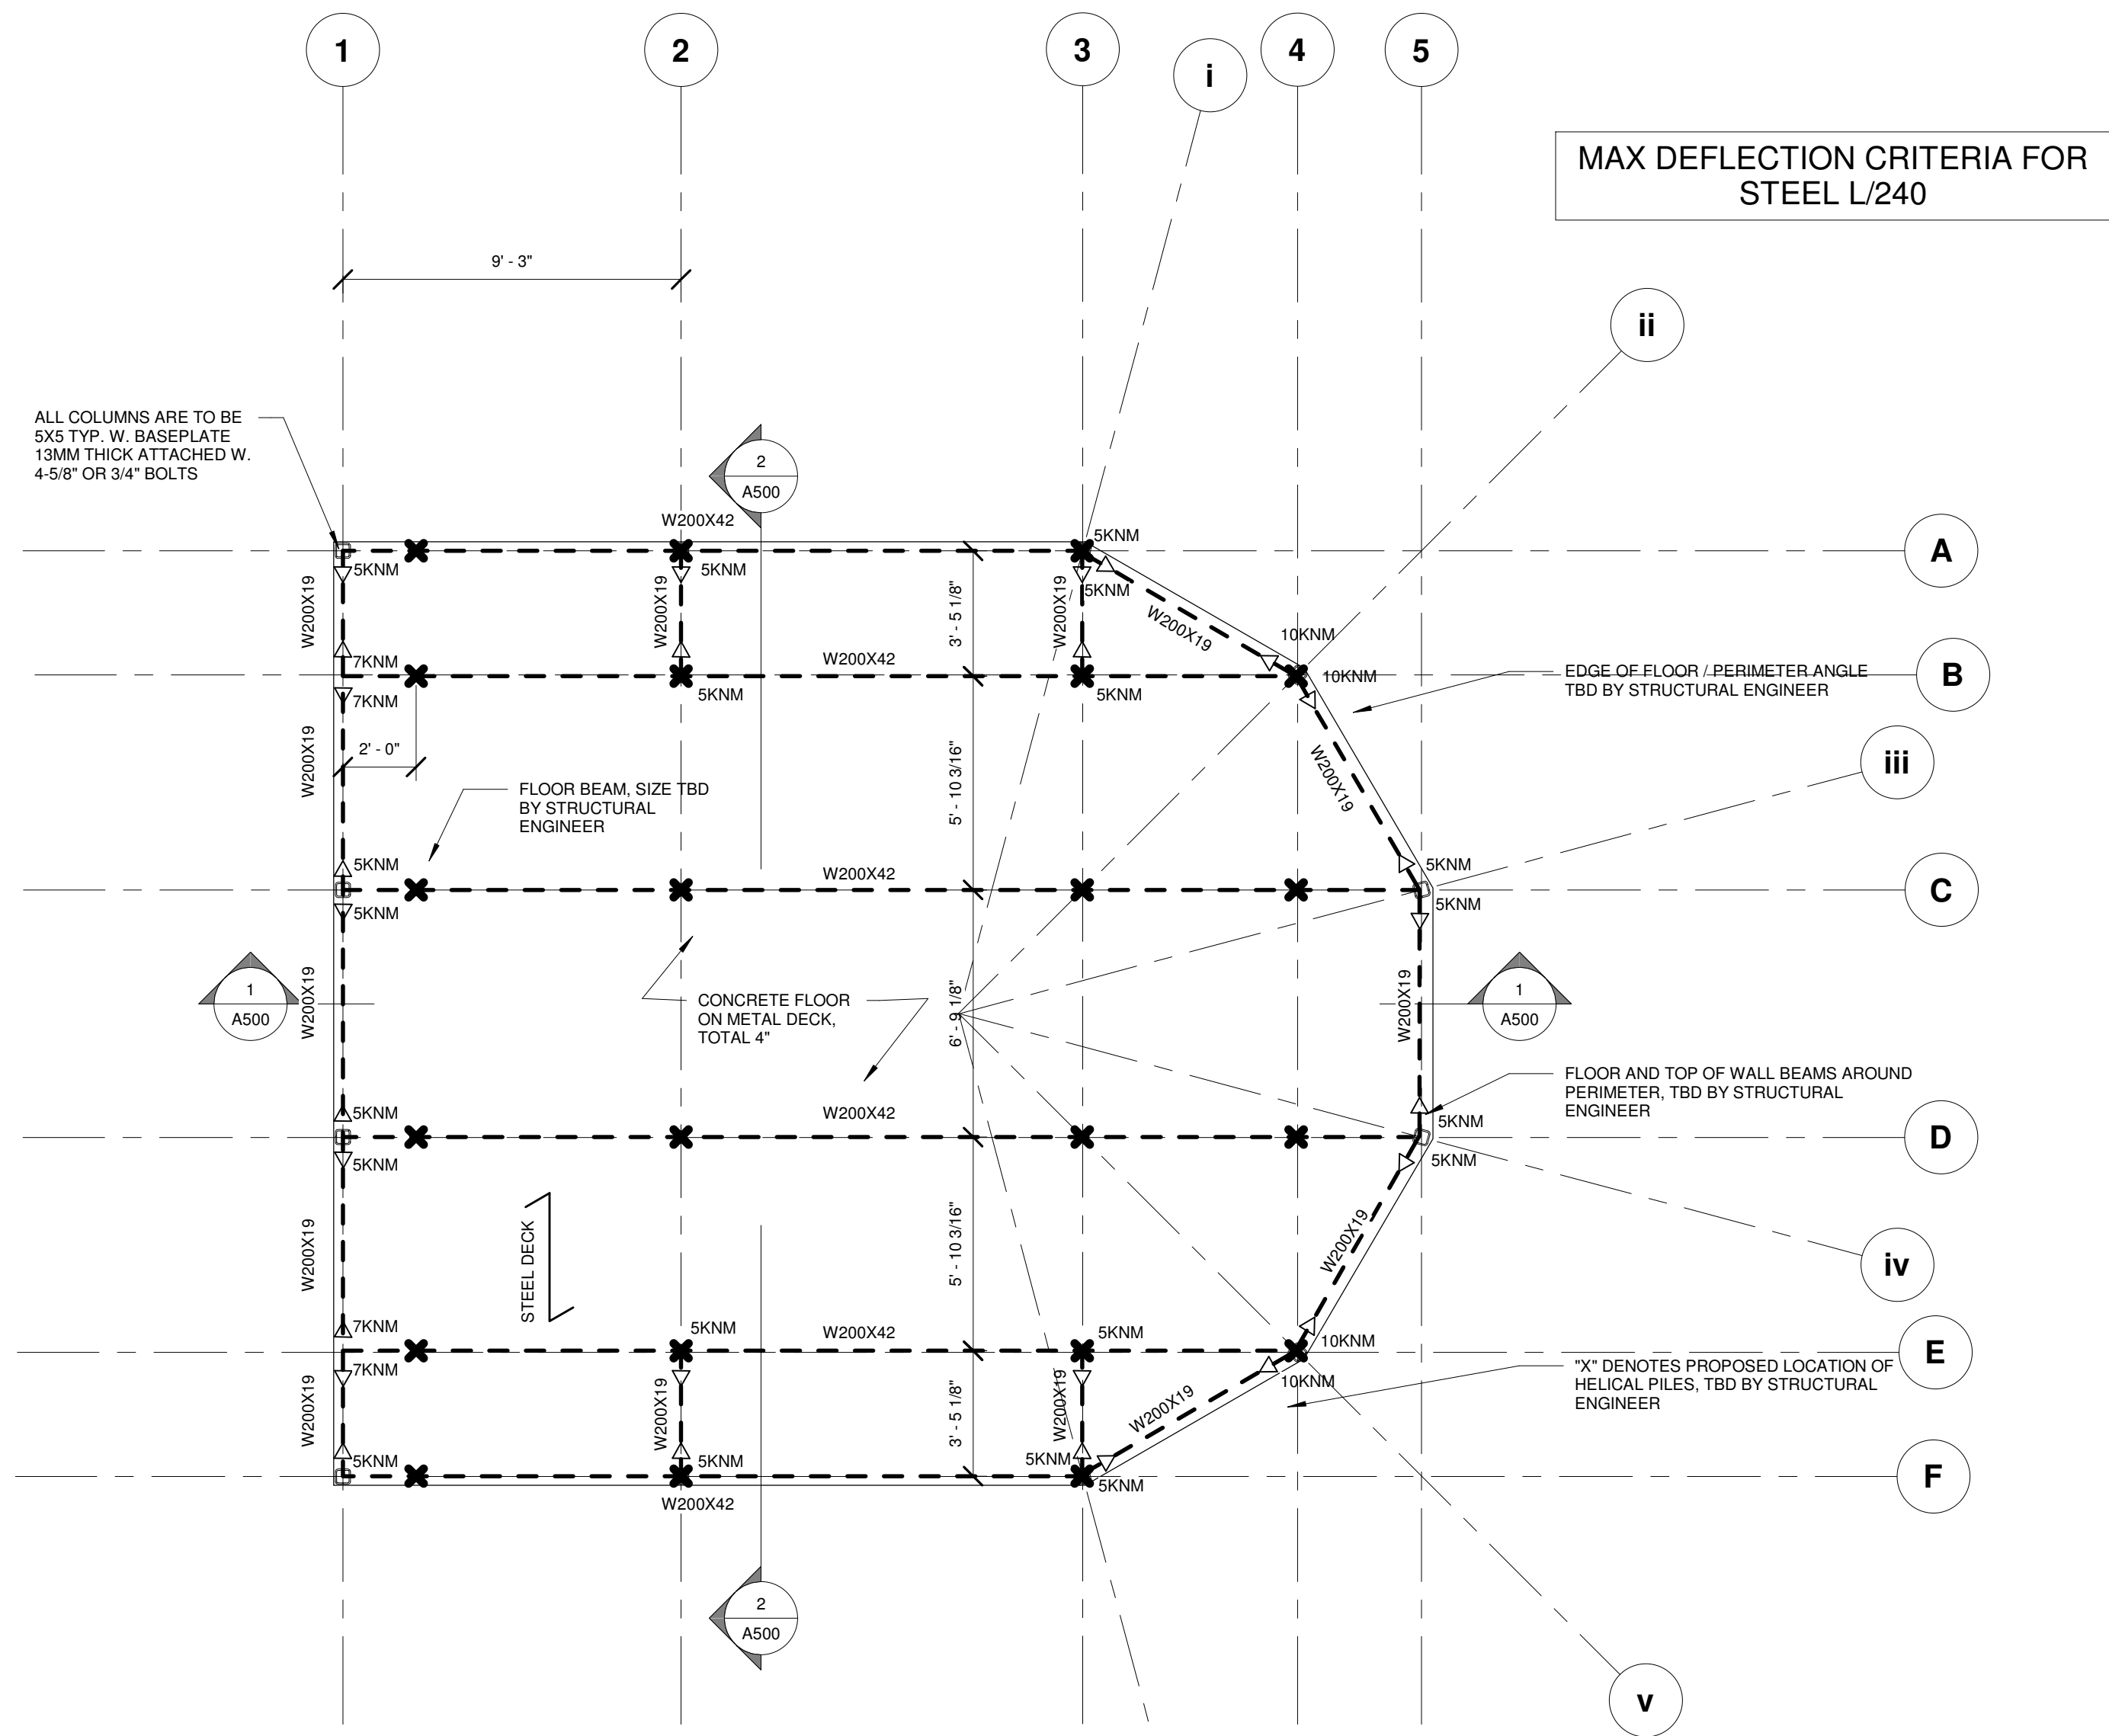 1
2
3
i
4
5
MAX DEFLECTION CRITERIA FOR
STEEL L/240
9' - 3"
ii
ALL COLUMNS ARE TO BE
5X5 TYP. W. BASEPLATE
13MM THICK ATTACHED W.
4-5/8" OR 3/4" BOLTS
2
A500
W200X42
5KNM
A
5KNM
5KNM
5KNM
W200X19
W200X19
W200X19
3' - 5 1/8"
W200X19
10KNM
7KNM
W200X42
5KNM
5KNM
10KNM
EDGE OF FLOOR / PERIMETER ANGLE
TBD BY STRUCTURAL ENGINEER
B
7KNM
2' - 0"
W200X19
5' - 10 3/16"
W200X19
iii
FLOOR BEAM, SIZE TBD
BY STRUCTURAL
ENGINEER
5KNM
W200X42
5KNM
C
5KNM
5KNM
1
A500
W200X19
CONCRETE FLOOR
ON METAL DECK,
TOTAL 4"
6' - 9 1/8"
W200X19
1
A500
FLOOR AND TOP OF WALL BEAMS AROUND
PERIMETER, TBD BY STRUCTURAL
ENGINEER
5KNM
W200X42
5KNM
D
5KNM
5KNM
W200X19
STEEL DECK
5' - 10 3/16"
W200X19
iv
7KNM
5KNM
W200X42
5KNM
10KNM
E
7KNM
10KNM
"X" DENOTES PROPOSED LOCATION OF
HELICAL PILES, TBD BY STRUCTURAL
ENGINEER
W200X19
W200X19
3' - 5 1/8"
W200X19
W200X19
5KNM
5KNM
5KNM
5KNM
F
W200X42
2
A500
v